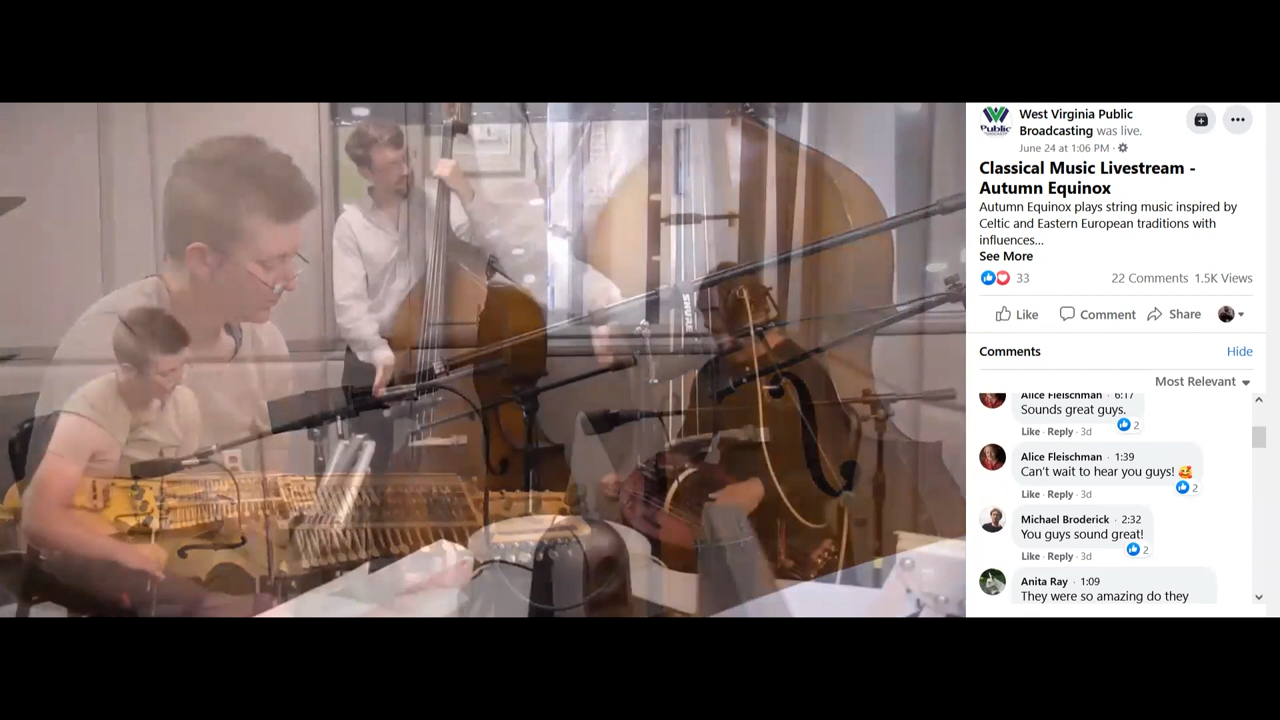 West Virginia Public
Broadcasting was live.
June 24 at 1:06 PM ·
Public
Classical Music Livestream -
Autumn Equinox
Autumn Equinox plays string music inspired by
Celtic and Eastern European traditions with
influences...
See More
33 22 Comments 1.5K Views
Like Comment Share
Comments Hide
Most Relevant
Alice Fleischman · 6:17
Sounds great guys.
2
Like · Reply · 3d
Alice Fleischman · 1:39
Can't wait to hear you guys! 🥰
2
Like · Reply · 3d
Michael Broderick · 2:32
You guys sound great!
2
Like · Reply · 3d
Anita Ray · 1:09
They were so amazing do they
SHURE